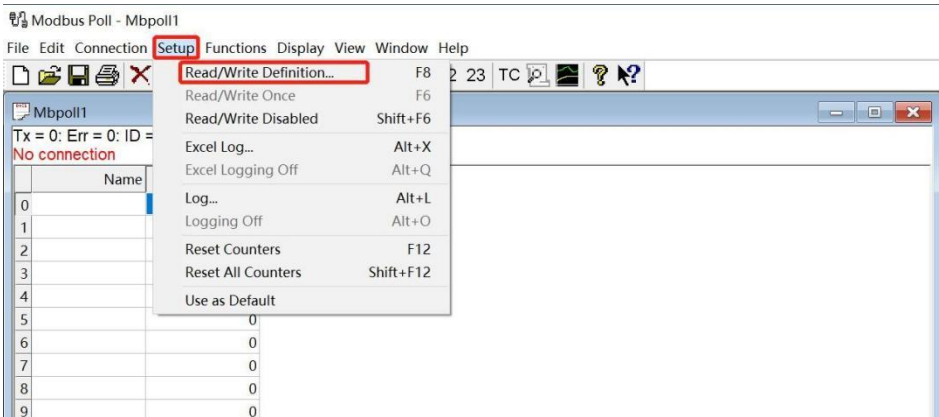 Modbus Poll - Mbpoll1
File Edit Connection Setup Functions Display View Window Help
23 TC
Read/Write Definition... F8
Read/Write Once F6
Read/Write Disabled Shift+F6
Excel Log... Alt+X
Excel Logging Off Alt+Q
Log... Alt+L
Logging Off Alt+O
Reset Counters F12
Reset All Counters Shift+F12
Use as Default
Mbpoll1
Tx = 0: Err = 0: ID =
No connection
Name
0
1
2
3
4
5 0
6 0
7 0
8 0
9 0